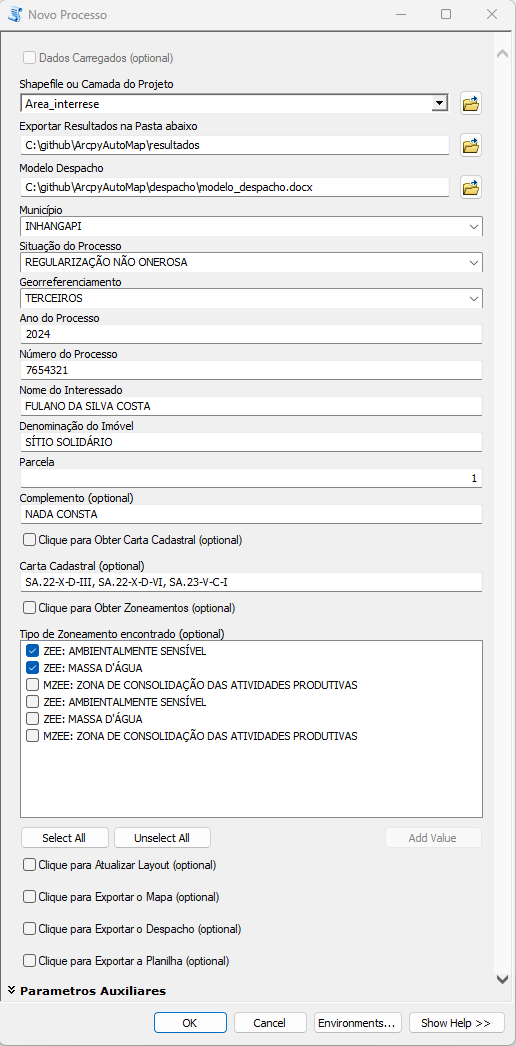 Novo Processo
Dados Carregados (optional)
Shapefile ou Camada do Projeto
Area_interrese
Exportar Resultados na Pasta abaixo
C:\github\ArcpyAutoMap\resultados
Modelo Despacho
C:\github\ArcpyAutoMap\despacho\modelo_despacho.docx
Município
INHANGAPI
Situação do Processo
REGULARIZAÇÃO NÃO ONEROSA
Georreferenciamento
TERCEIROS
Ano do Processo
2024
Número do Processo
7654321
Nome do Interessado
FULANO DA SILVA COSTA
Denominação do Imóvel
SÍTIO SOLIDÁRIO
Parcela
1
Complemento (optional)
NADA CONSTA
Clique para Obter Carta Cadastral (optional)
Carta Cadastral (optional)
SA.22-X-D-III, SA.22-X-D-VI, SA.23-V-C-I
Clique para Obter Zoneamentos (optional)
Tipo de Zoneamento encontrado (optional)
ZEE: AMBIENTALMENTE SENSÍVEL
ZEE: MASSA D'ÁGUA
MZEE: ZONA DE CONSOLIDAÇÃO DAS ATIVIDADES PRODUTIVAS
ZEE: AMBIENTALMENTE SENSÍVEL
ZEE: MASSA D'ÁGUA
MZEE: ZONA DE CONSOLIDAÇÃO DAS ATIVIDADES PRODUTIVAS
Select All Unselect All Add Value
Clique para Atualizar Layout (optional)
Clique para Exportar o Mapa (optional)
Clique para Exportar o Despacho (optional)
Clique para Exportar a Planilha (optional)
Parametros Auxiliares
OK Cancel Environments... Show Help >>